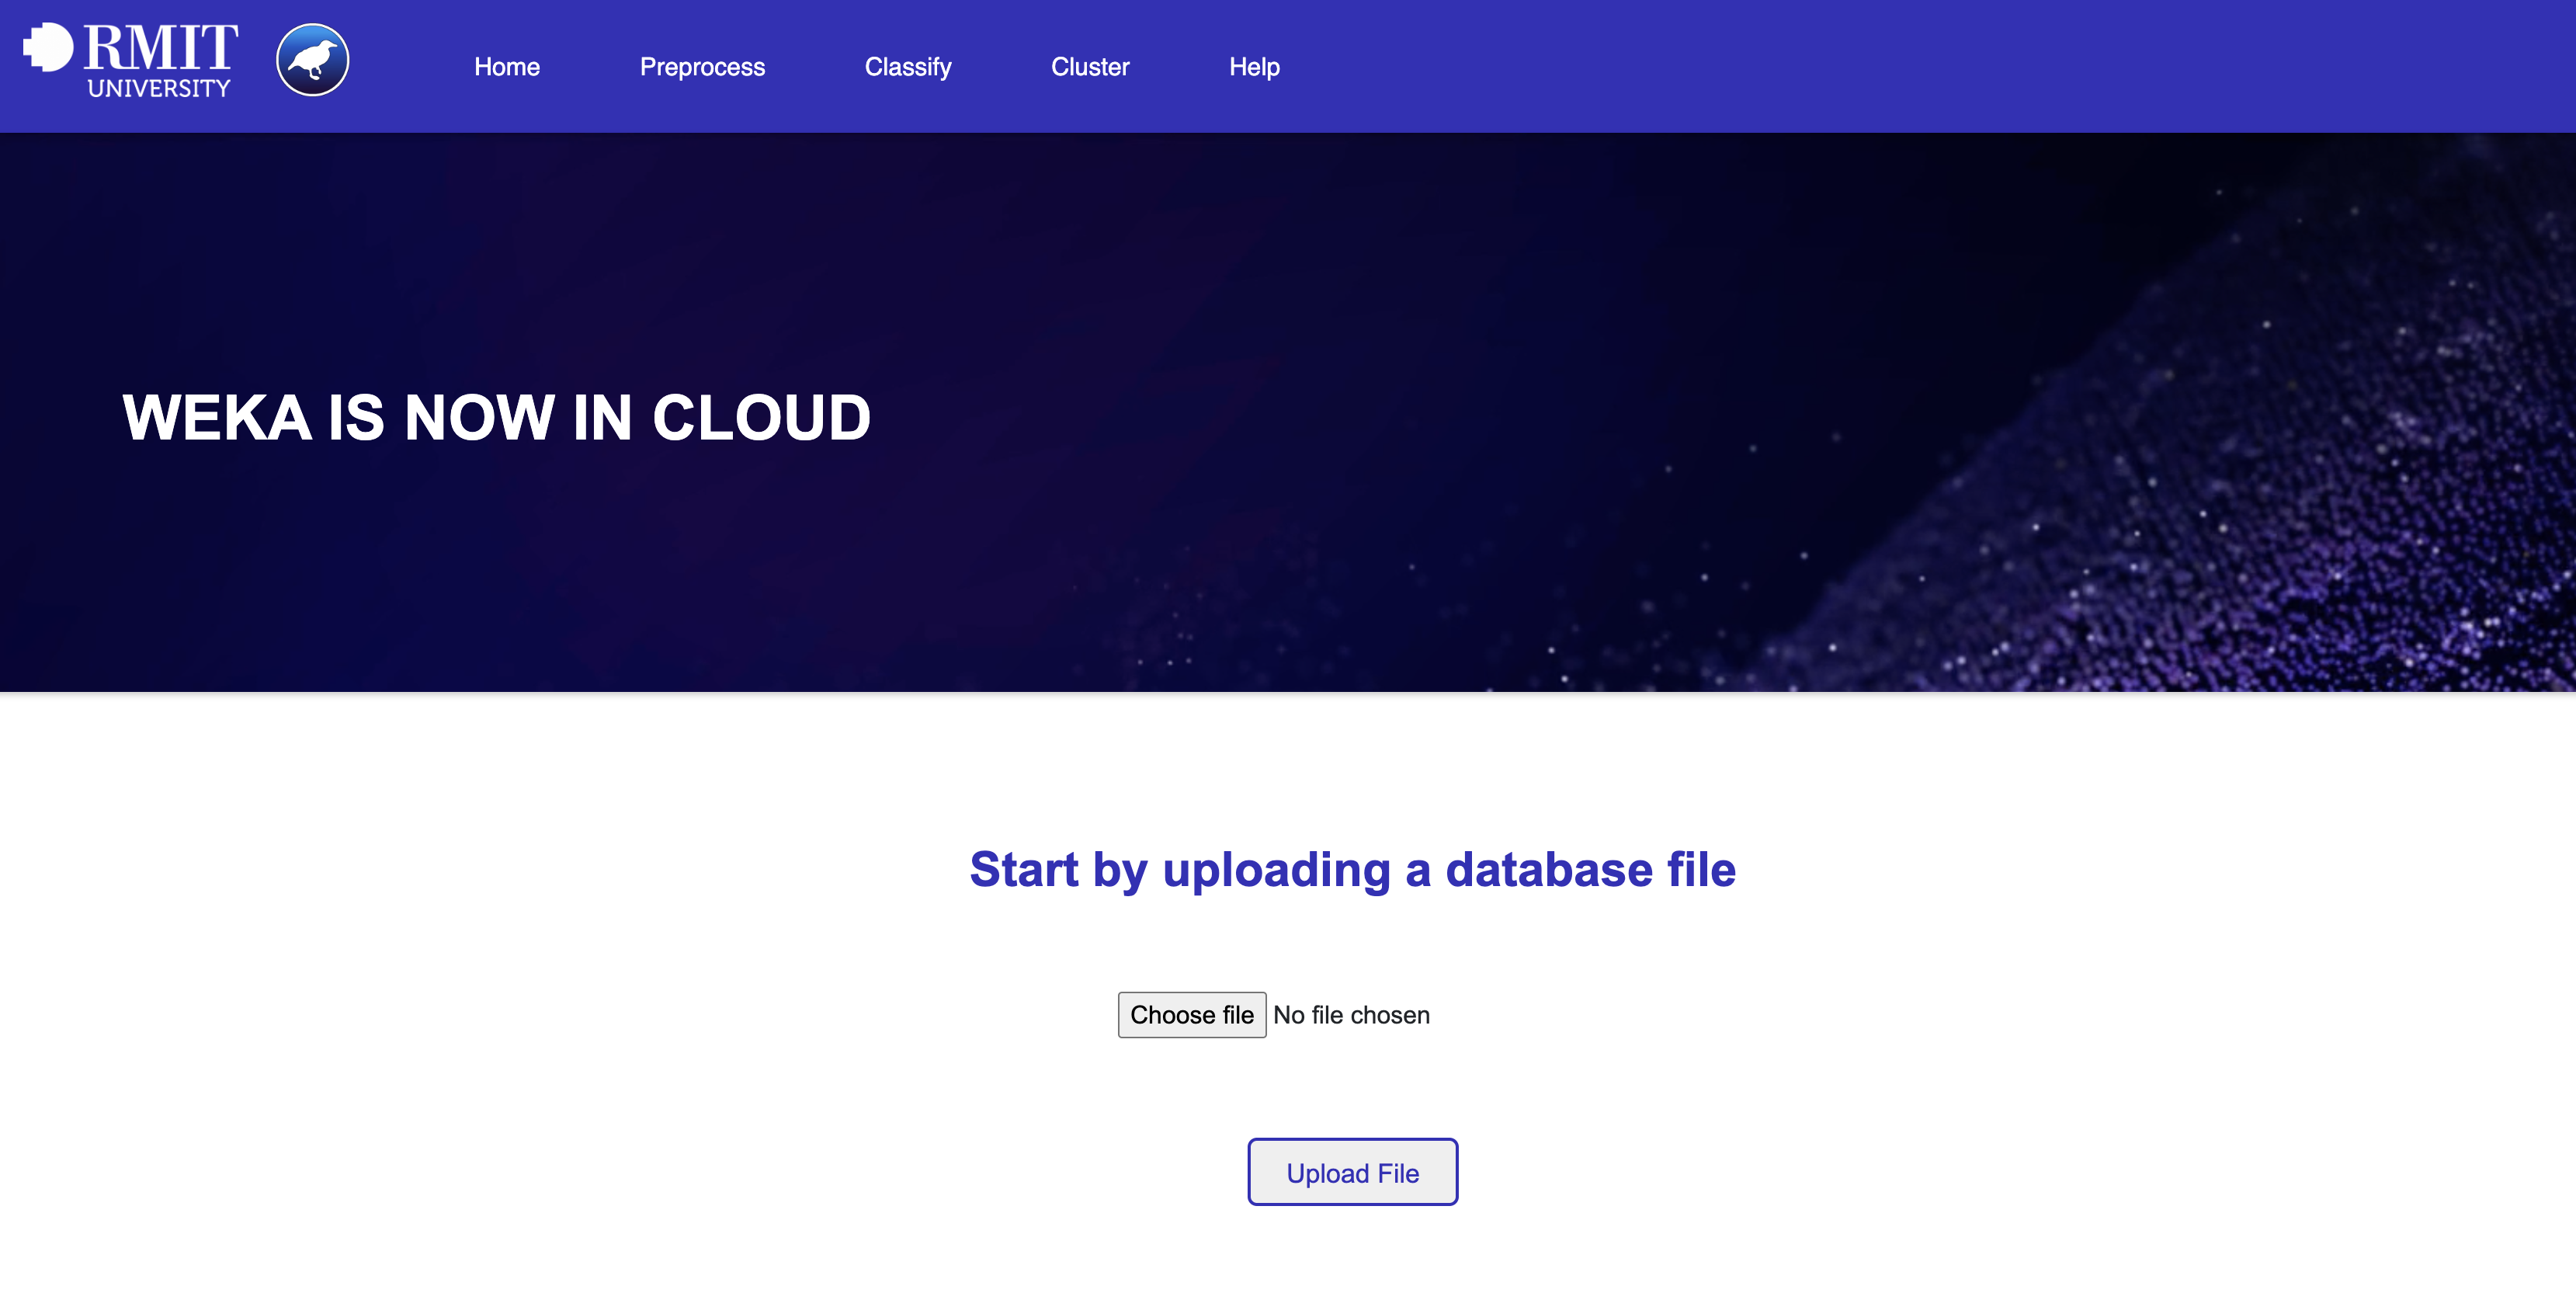 RMIT
UNIVERSITY
Home Preprocess Classify Cluster Help
WEKA IS NOW IN CLOUD
Start by uploading a database file
Choose file No file chosen
Upload File